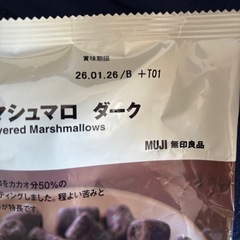 賞味期限
26.01.26/B +T01
マシュマロ ダーク
vered Marshmallows
MUJI 無印良品
をカカオ分50%の
ティングしました。程よい苦みと
が特長です